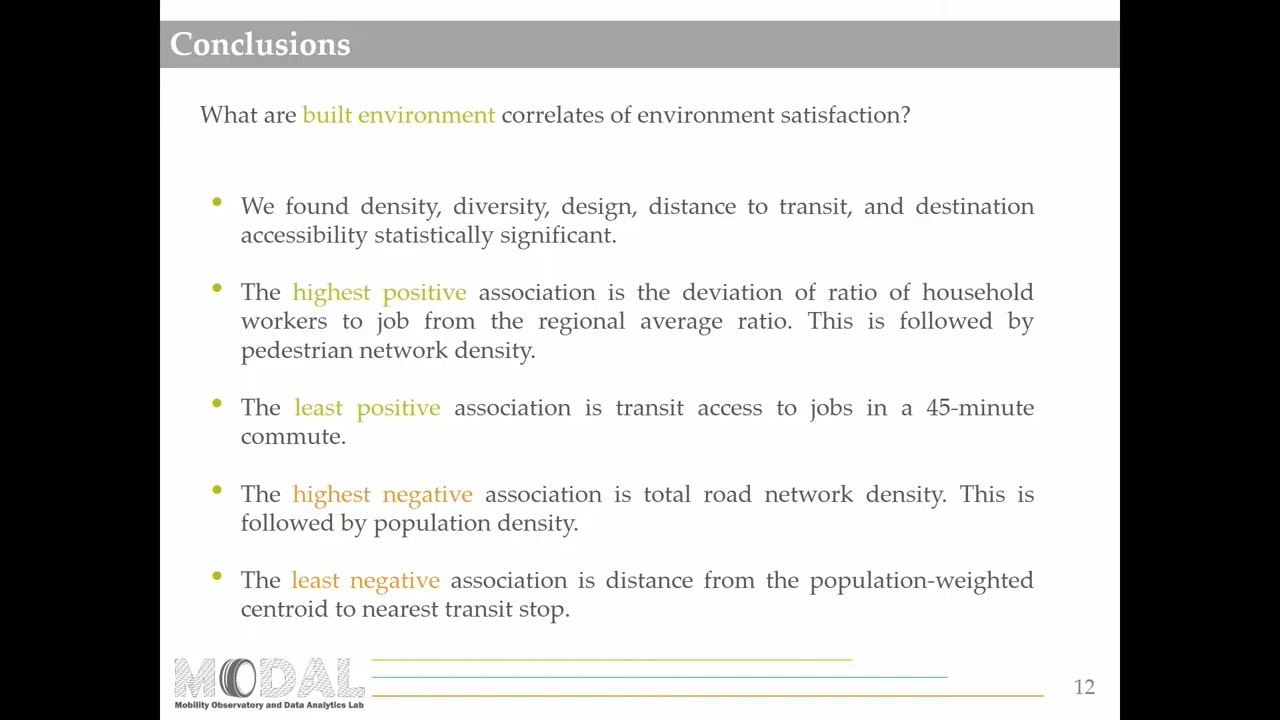 Conclusions
What are built environment correlates of environment satisfaction?
• We found density, diversity, design, distance to transit, and destination
accessibility statistically significant.
• The highest positive association is the deviation of ratio of household
workers to job from the regional average ratio. This is followed by
pedestrian network density.
• The least positive association is transit access to jobs in a 45-minute
commute.
• The highest negative association is total road network density. This is
followed by population density.
• The least negative association is distance from the population-weighted
centroid to nearest transit stop.
MODAL
Mobility Observatory and Data Analytics Lab
12